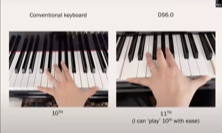 Conventional keyboard
DS6.0
10ᵀᴴ
11ᵀᴴ
(I can 'play' 10ᵗʰ with ease)